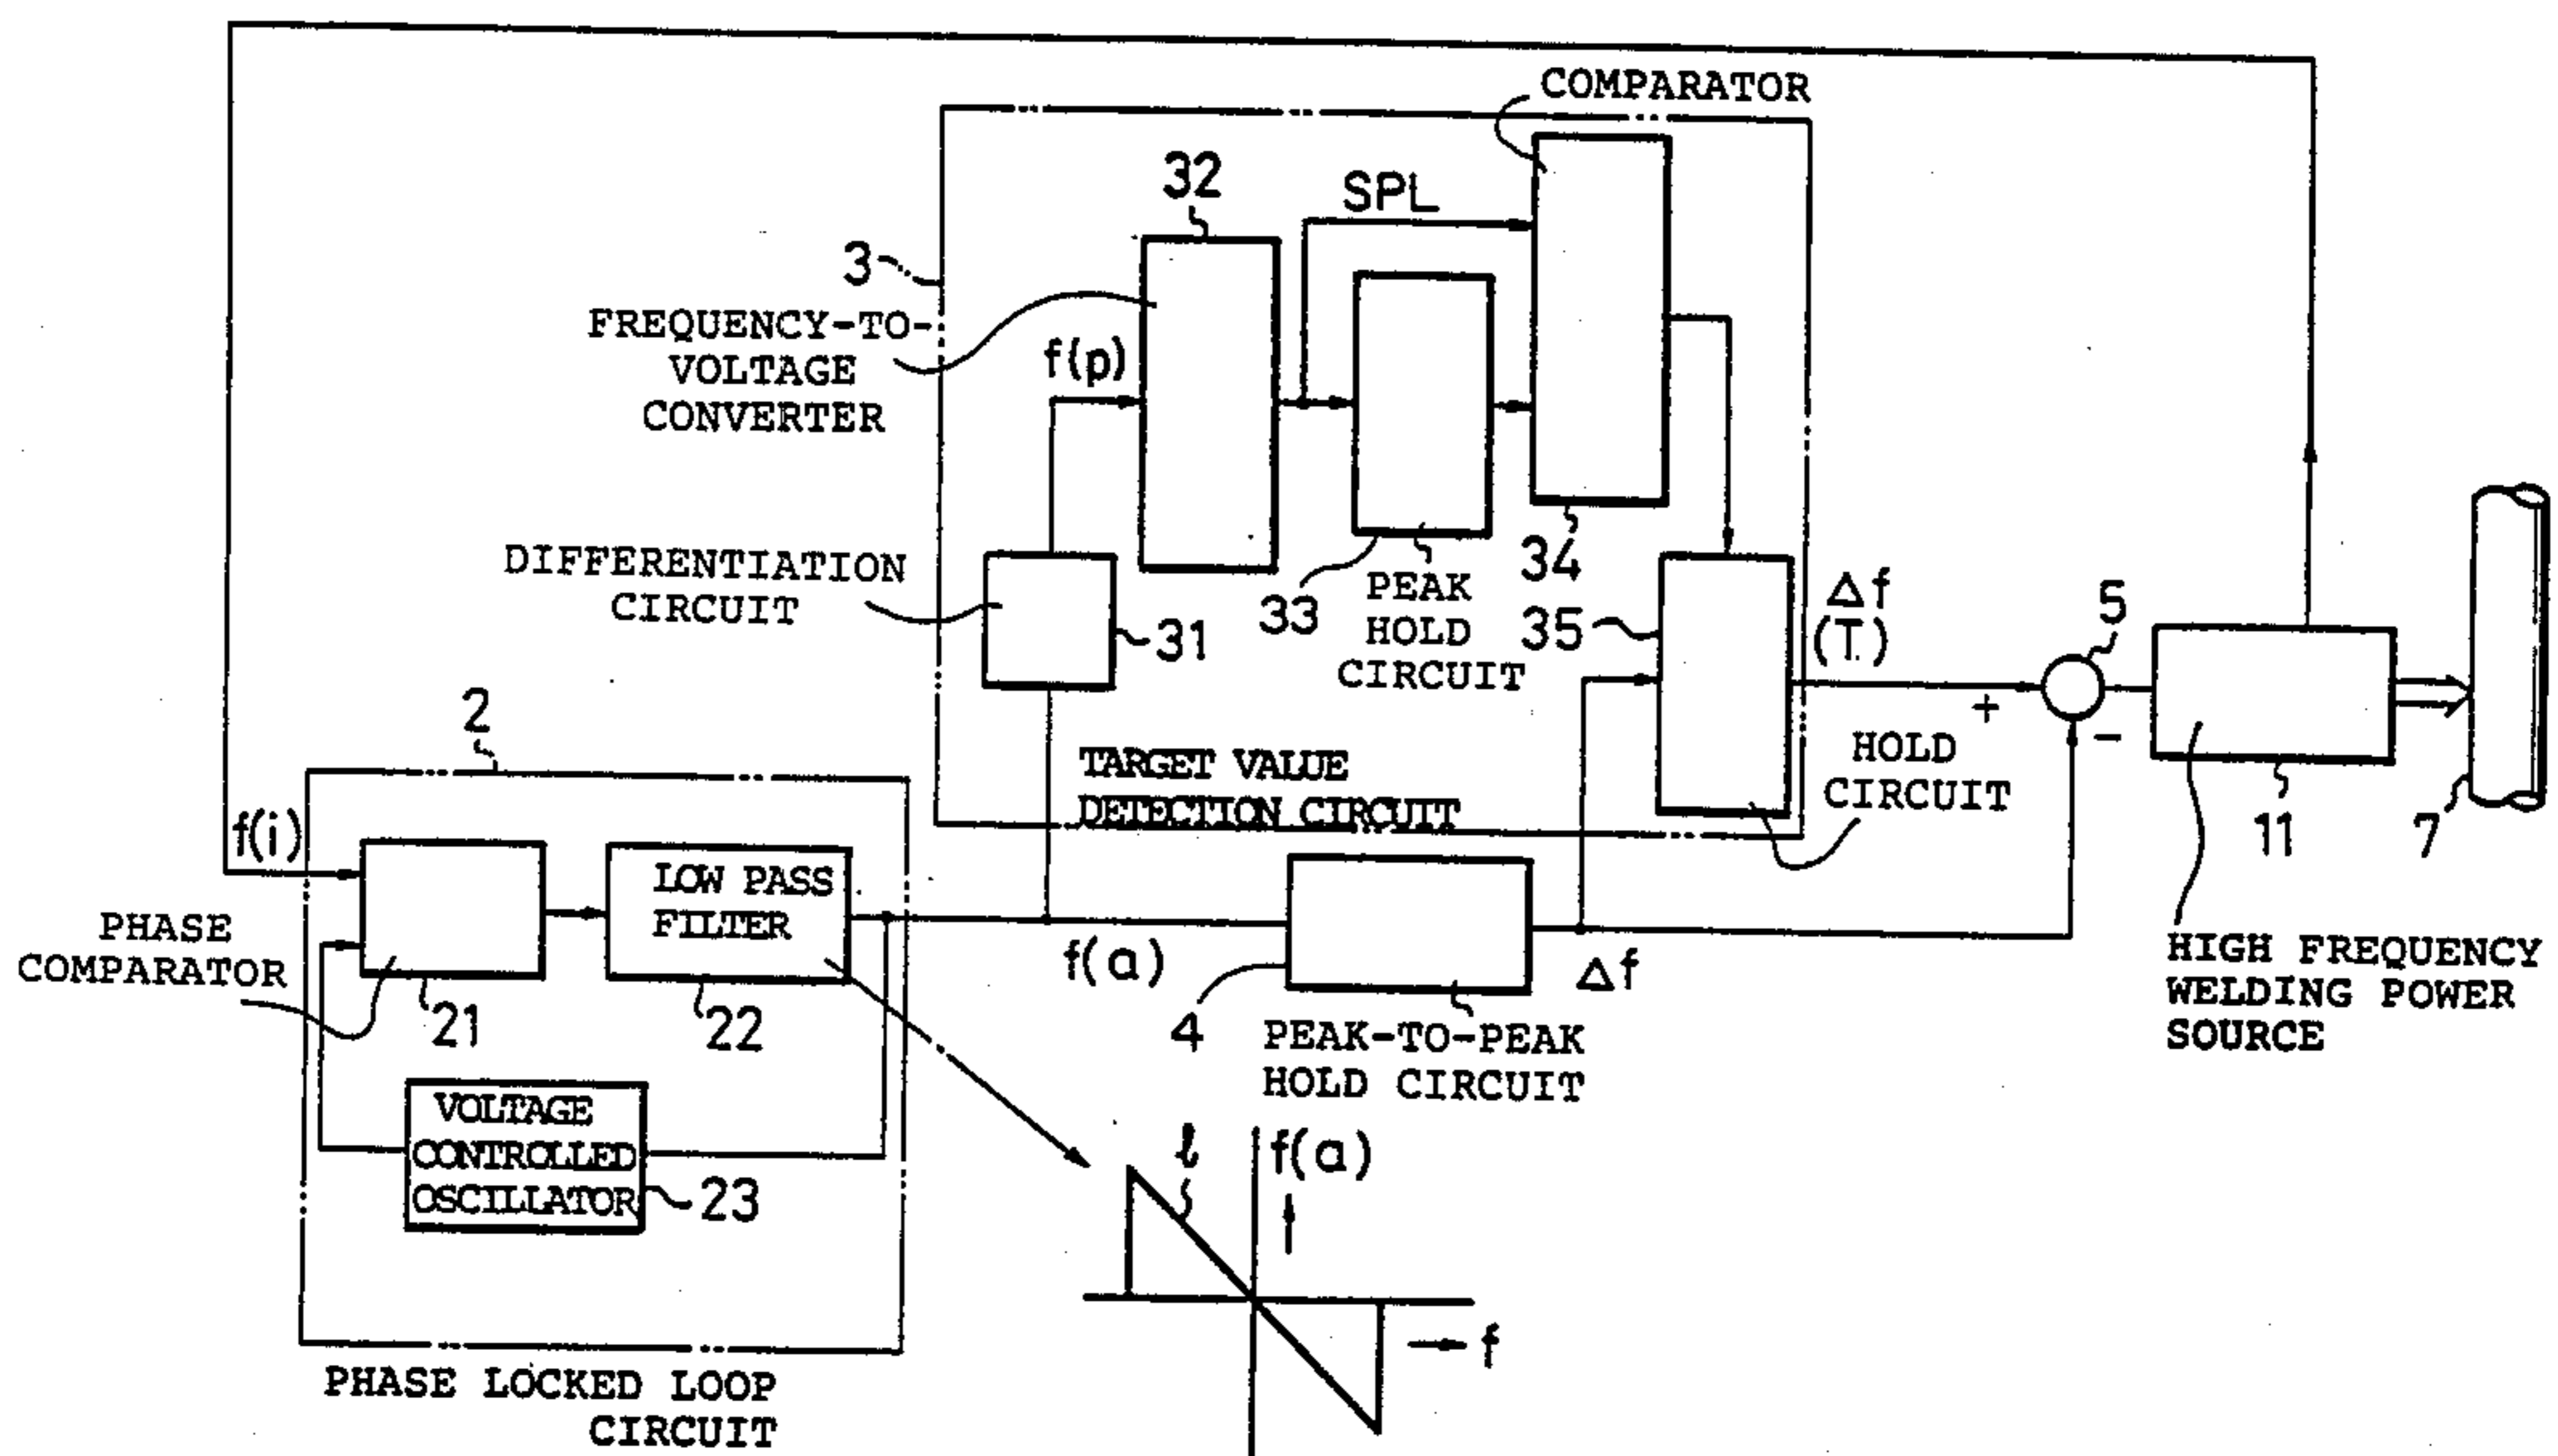 COMPARATOR
32
SPL
3
FREQUENCY-TO-
VOLTAGE
CONVERTER
f(p)
DIFFERENTIATION
CIRCUIT
31
33
PEAK
HOLD
CIRCUIT
34
35
Δf
(T)
5
+
-
HOLD
CIRCUIT
11
7
TARGET VALUE
DETECTION CIRCUIT
2
f(i)
PHASE
COMPARATOR
21
LOW PASS
FILTER
22
f(a)
4
PEAK-TO-PEAK
HOLD CIRCUIT
Δf
HIGH FREQUENCY
WELDING POWER
SOURCE
VOLTAGE
CONTROLLED
OSCILLATOR
23
ℓ
f(a)
f
PHASE LOCKED LOOP
CIRCUIT